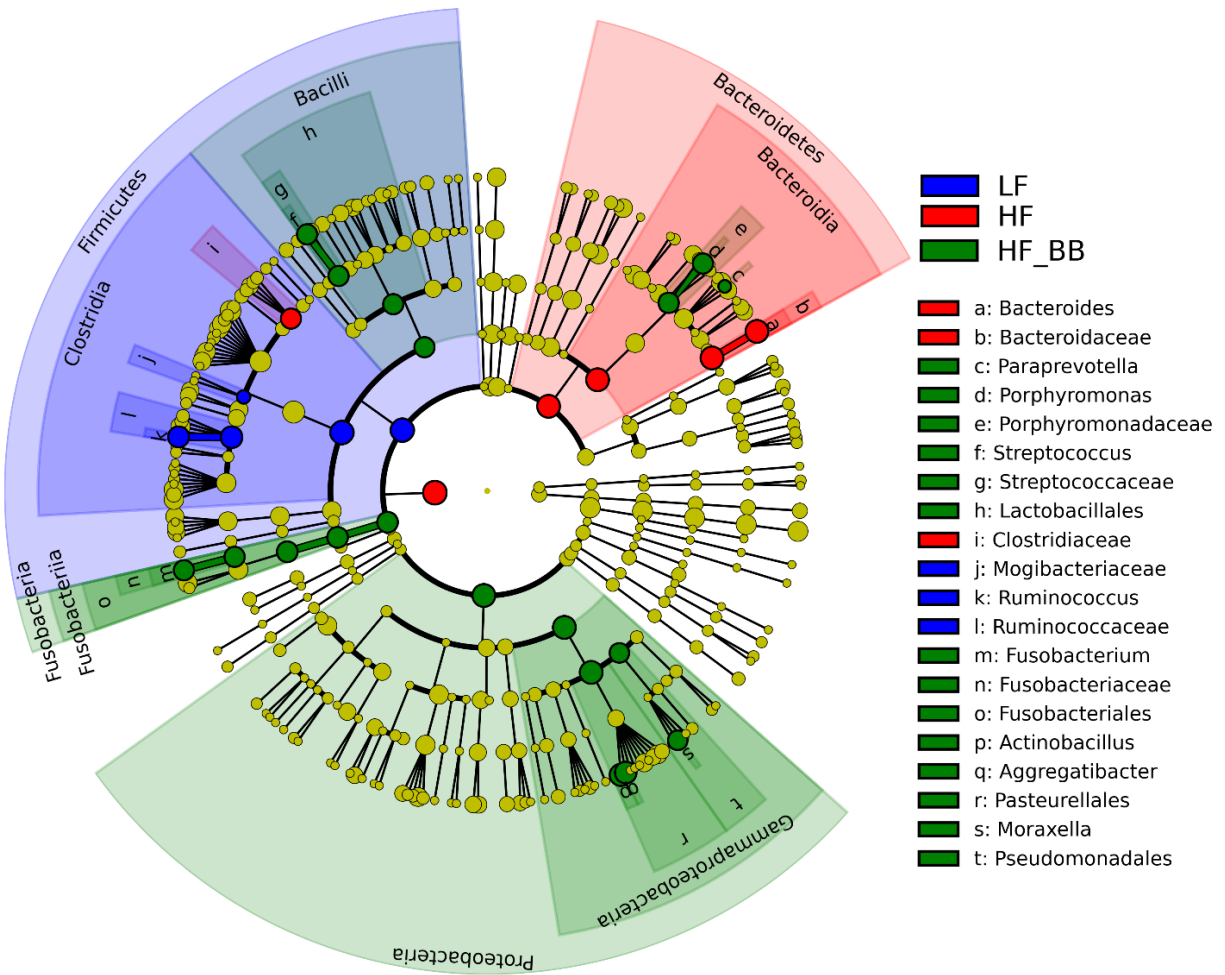 Bacilli
h
g
f
Firmicutes
i
Clostridia
j
l
k
Bacteroidetes
Bacteroidia
e
d
c
b
a
Fusobacteria
Fusobacteriia
o
n
m
s
t
r
Gammaproteobacteria
Proteobacteria
LF
HF
HF_BB
a: Bacteroides
b: Bacteroidaceae
c: Paraprevotella
d: Porphyromonas
e: Porphyromonadaceae
f: Streptococcus
g: Streptococcaceae
h: Lactobacillales
i: Clostridiaceae
j: Mogibacteriaceae
k: Ruminococcus
l: Ruminococcaceae
m: Fusobacterium
n: Fusobacteriaceae
o: Fusobacteriales
p: Actinobacillus
q: Aggregatibacter
r: Pasteurellales
s: Moraxella
t: Pseudomonadales